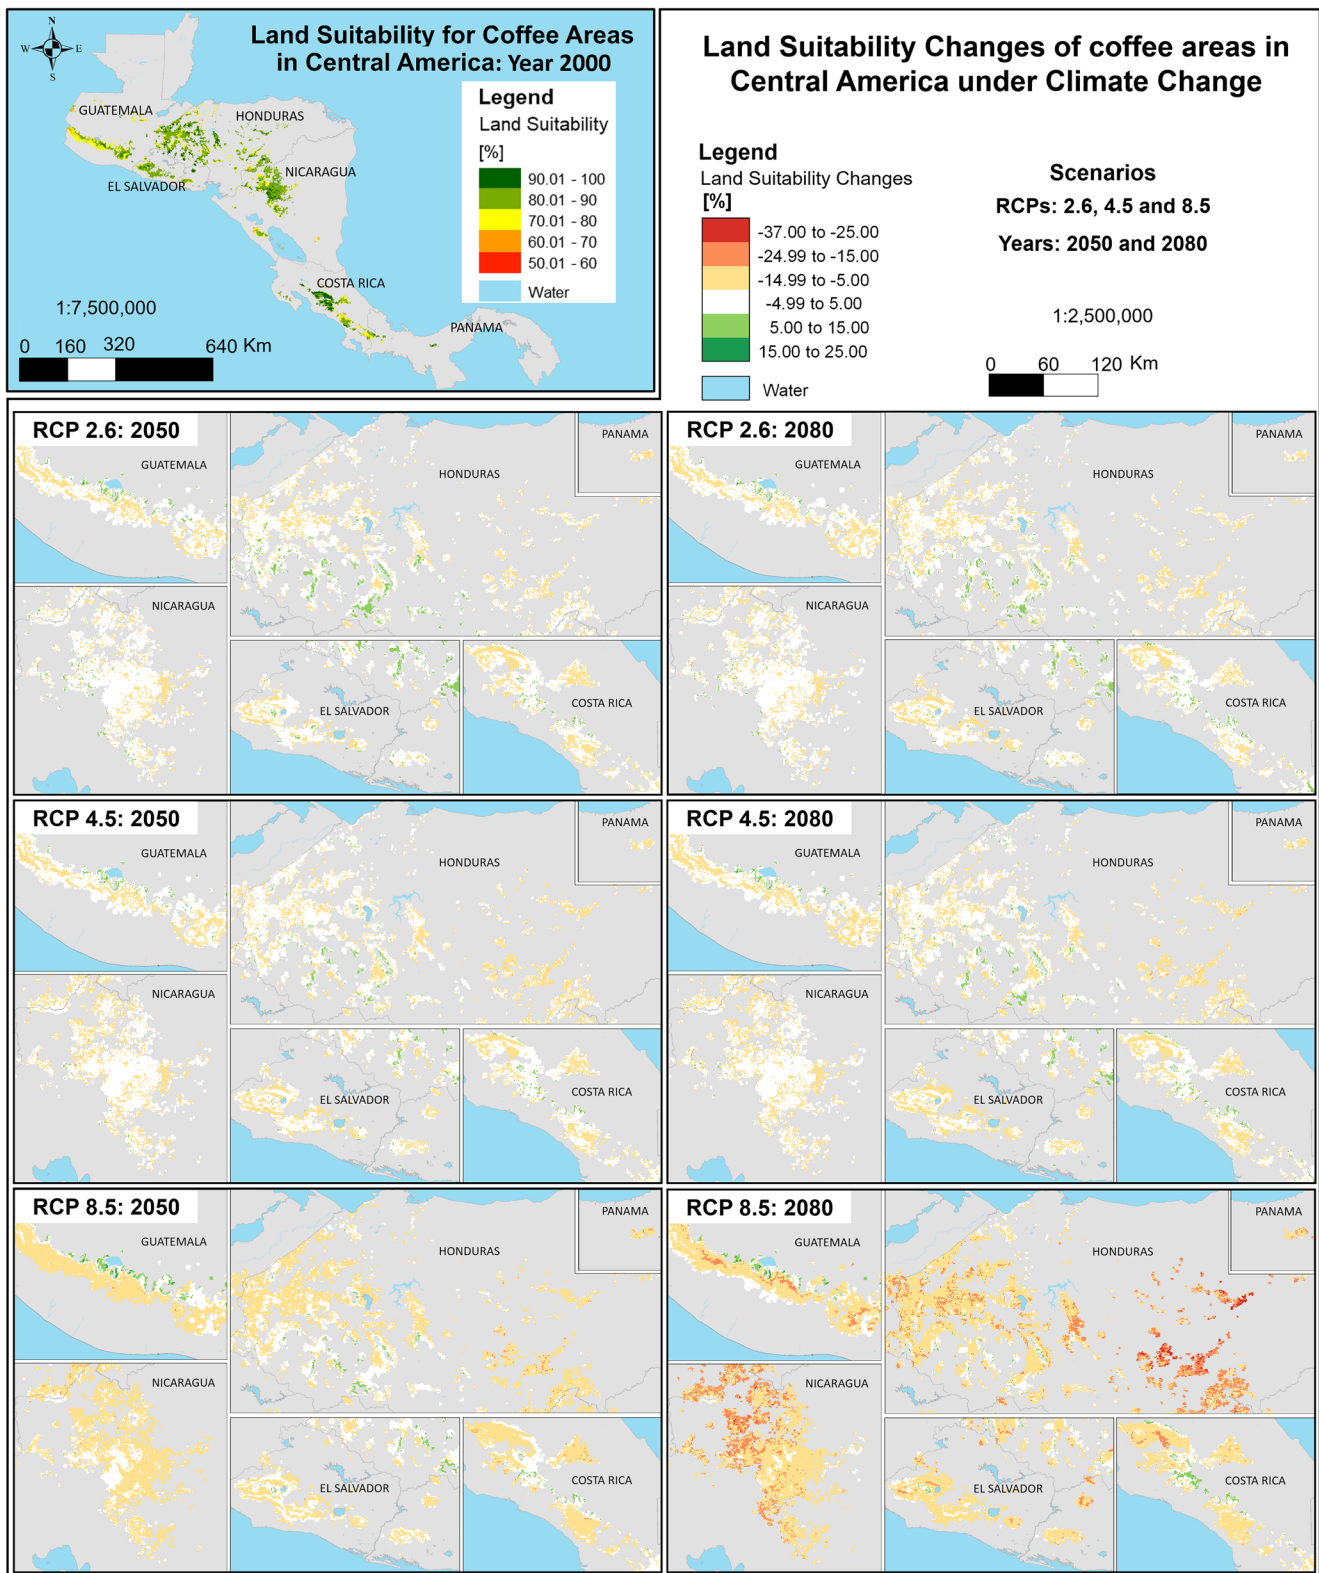 Land Suitability for Coffee Areas
in Central America: Year 2000
N
W
E
S
GUATEMALA
HONDURAS
EL SALVADOR
NICARAGUA
COSTA RICA
PANAMA
Legend
Land Suitability
[%]
90.01 - 100
80.01 - 90
70.01 - 80
60.01 - 70
50.01 - 60
Water
1:7,500,000
0 160 320 640 Km
Land Suitability Changes of coffee areas in
Central America under Climate Change
Legend
Land Suitability Changes
[%]
-37.00 to -25.00
-24.99 to -15.00
-14.99 to -5.00
-4.99 to 5.00
5.00 to 15.00
15.00 to 25.00
Water
Scenarios
RCPs: 2.6, 4.5 and 8.5
Years: 2050 and 2080
1:2,500,000
0 60 120 Km
RCP 2.6: 2050
GUATEMALA
HONDURAS
PANAMA
NICARAGUA
EL SALVADOR
COSTA RICA
RCP 2.6: 2080
GUATEMALA
HONDURAS
PANAMA
NICARAGUA
EL SALVADOR
COSTA RICA
RCP 4.5: 2050
GUATEMALA
HONDURAS
PANAMA
NICARAGUA
EL SALVADOR
COSTA RICA
RCP 4.5: 2080
GUATEMALA
HONDURAS
PANAMA
NICARAGUA
EL SALVADOR
COSTA RICA
RCP 8.5: 2050
GUATEMALA
HONDURAS
PANAMA
NICARAGUA
EL SALVADOR
COSTA RICA
RCP 8.5: 2080
GUATEMALA
HONDURAS
PANAMA
NICARAGUA
EL SALVADOR
COSTA RICA